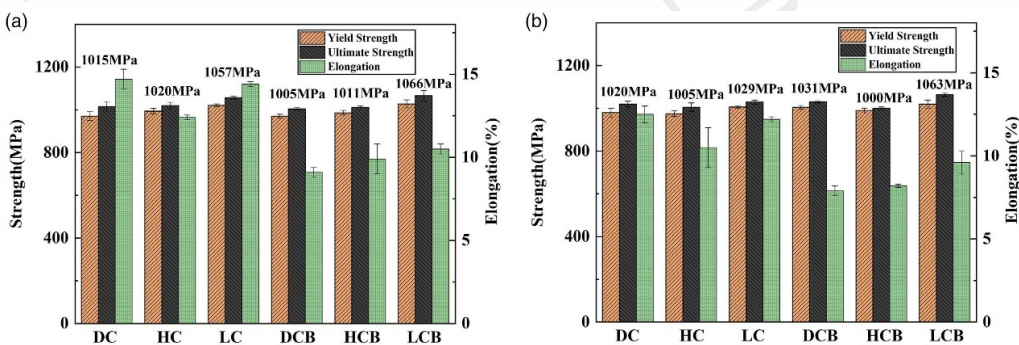 (a)
Yield Strength
Ultimate Strength
Elongation
1015MPa
1020MPa
1057MPa
1005MPa
1011MPa
1066MPa
Strength(MPa)
1200
800
400
0
Elongation(%)
15
10
5
0
DC HC LC DCB HCB LCB
(b)
Yield Strength
Ultimate Strength
Elongation
1020MPa
1005MPa
1029MPa
1031MPa
1000MPa
1063MPa
Strength(MPa)
1200
800
400
0
Elongation(%)
15
10
5
0
DC HC LC DCB HCB LCB